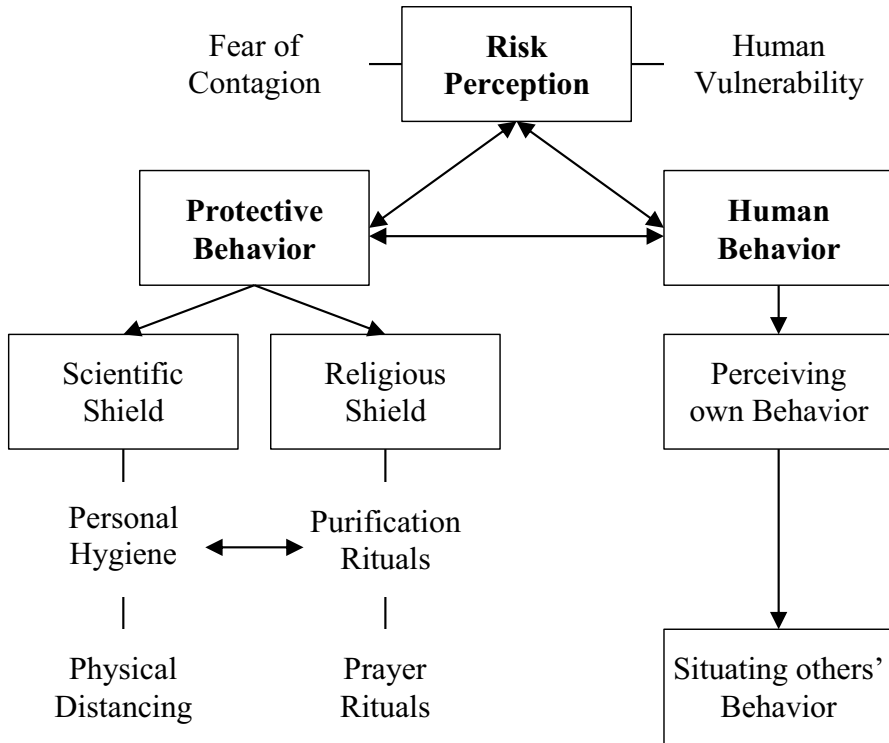 Fear of
Contagion
Risk
Perception
Human
Vulnerability
Protective
Behavior
Human
Behavior
Scientific
Shield
Religious
Shield
Perceiving
own Behavior
Personal
Hygiene
Purification
Rituals
Physical
Distancing
Prayer
Rituals
Situating others’
Behavior